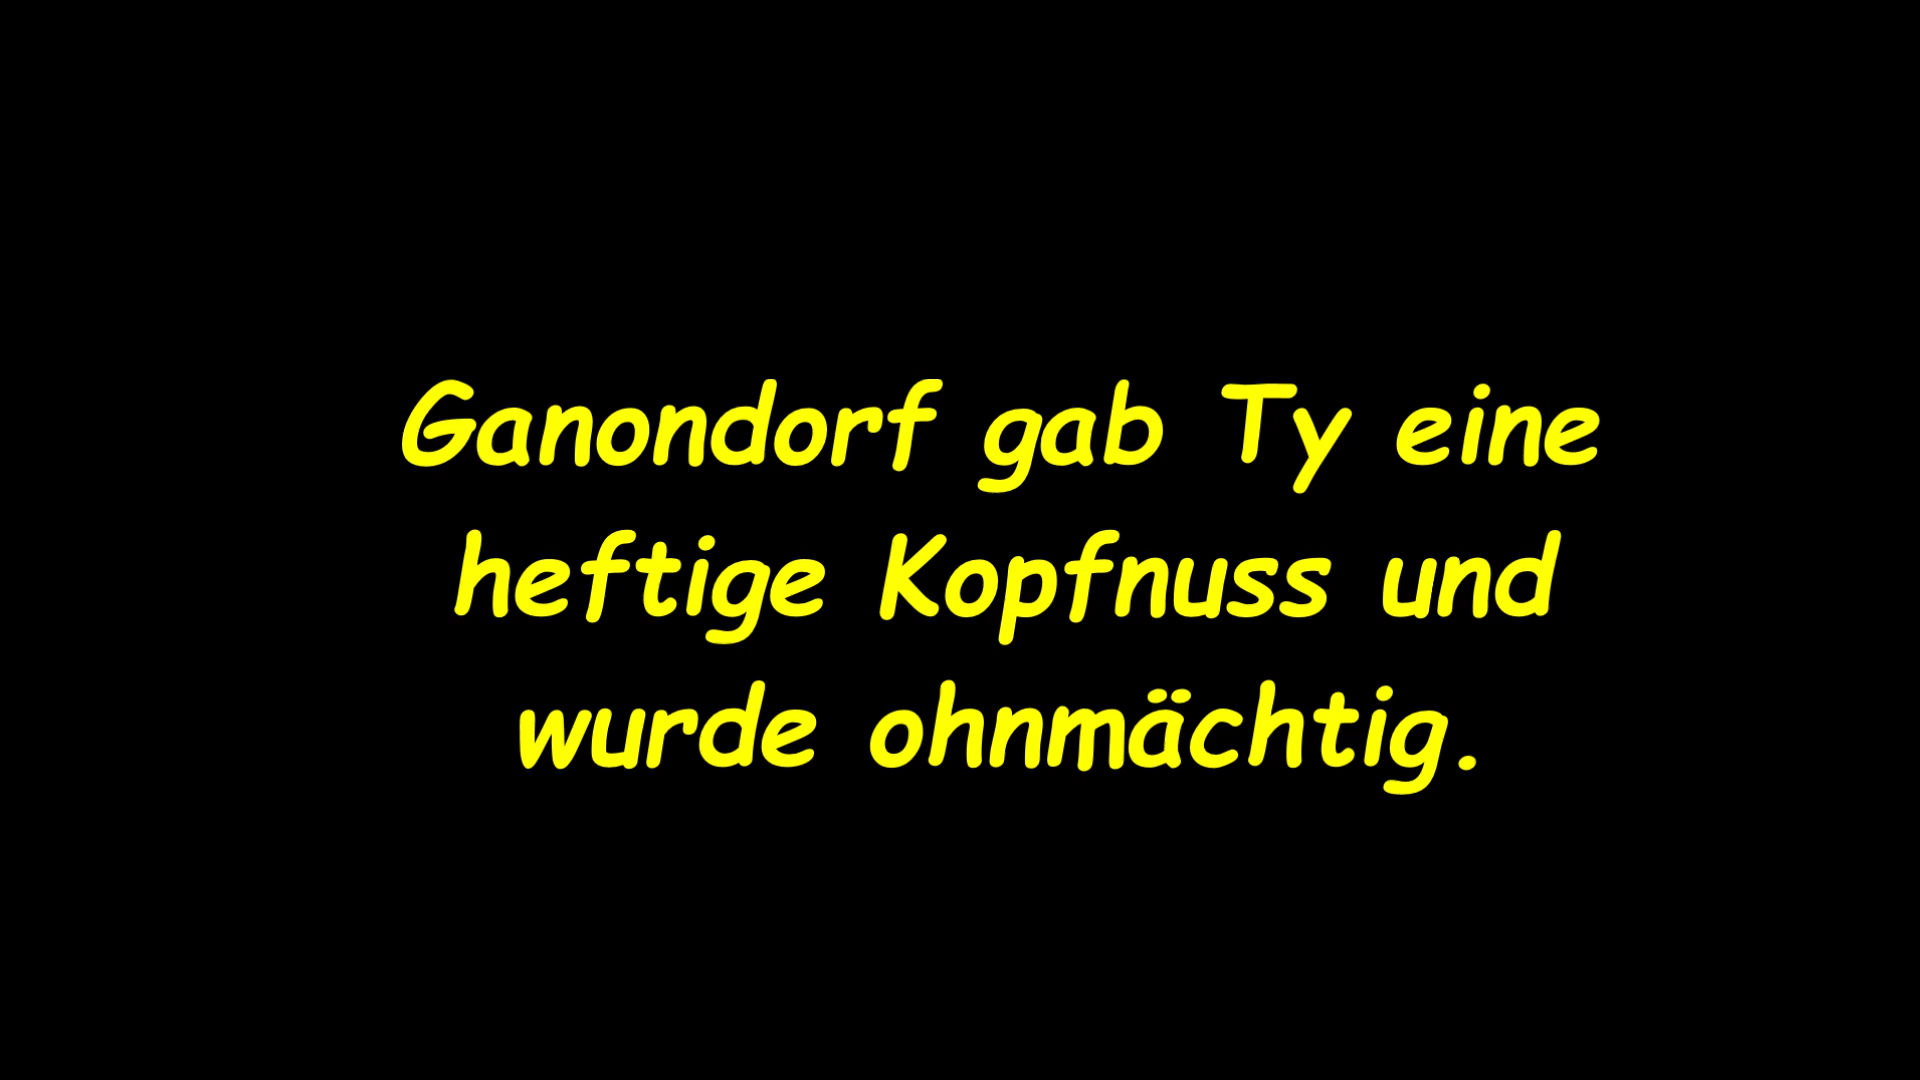 Ganondorf gab Ty eine
heftige Kopfnuss und
wurde ohnmächtig.